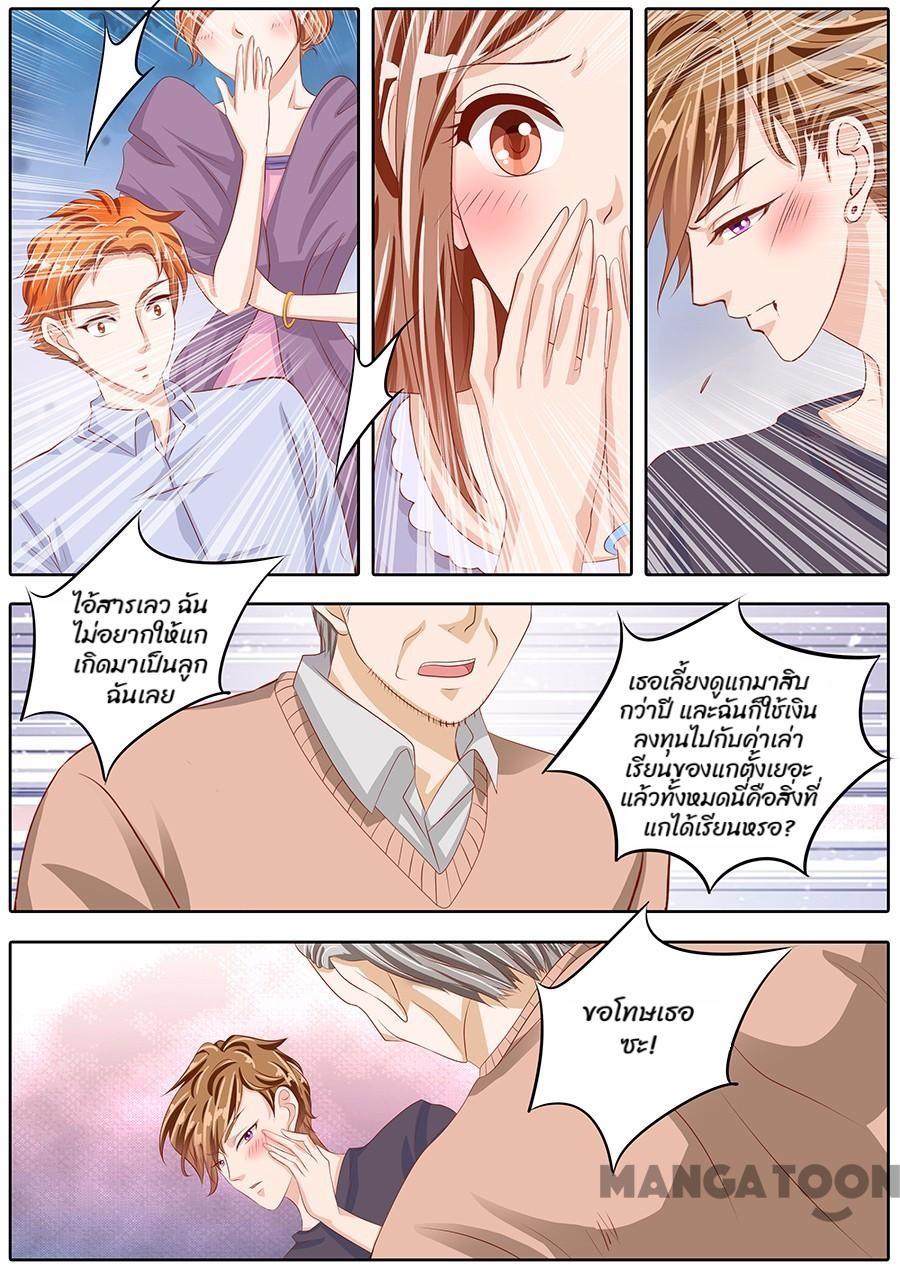 ไอ้สารเลว ฉัน
ไม่อยากให้แก
เกิดมาเป็นลูก
ฉันเลย
เธอเลี้ยงดูแกมาสิบ
กว่าปี และฉันก็ใช้เงิน
ลงทุนไปกับค่าเล่า
เรียนของแกตั้งเยอะ
แล้วทั้งหมดนี่คือสิ่งที่
แกได้เรียนหรอ?
ขอโทษเธอ
ซะ!
MANGATOON